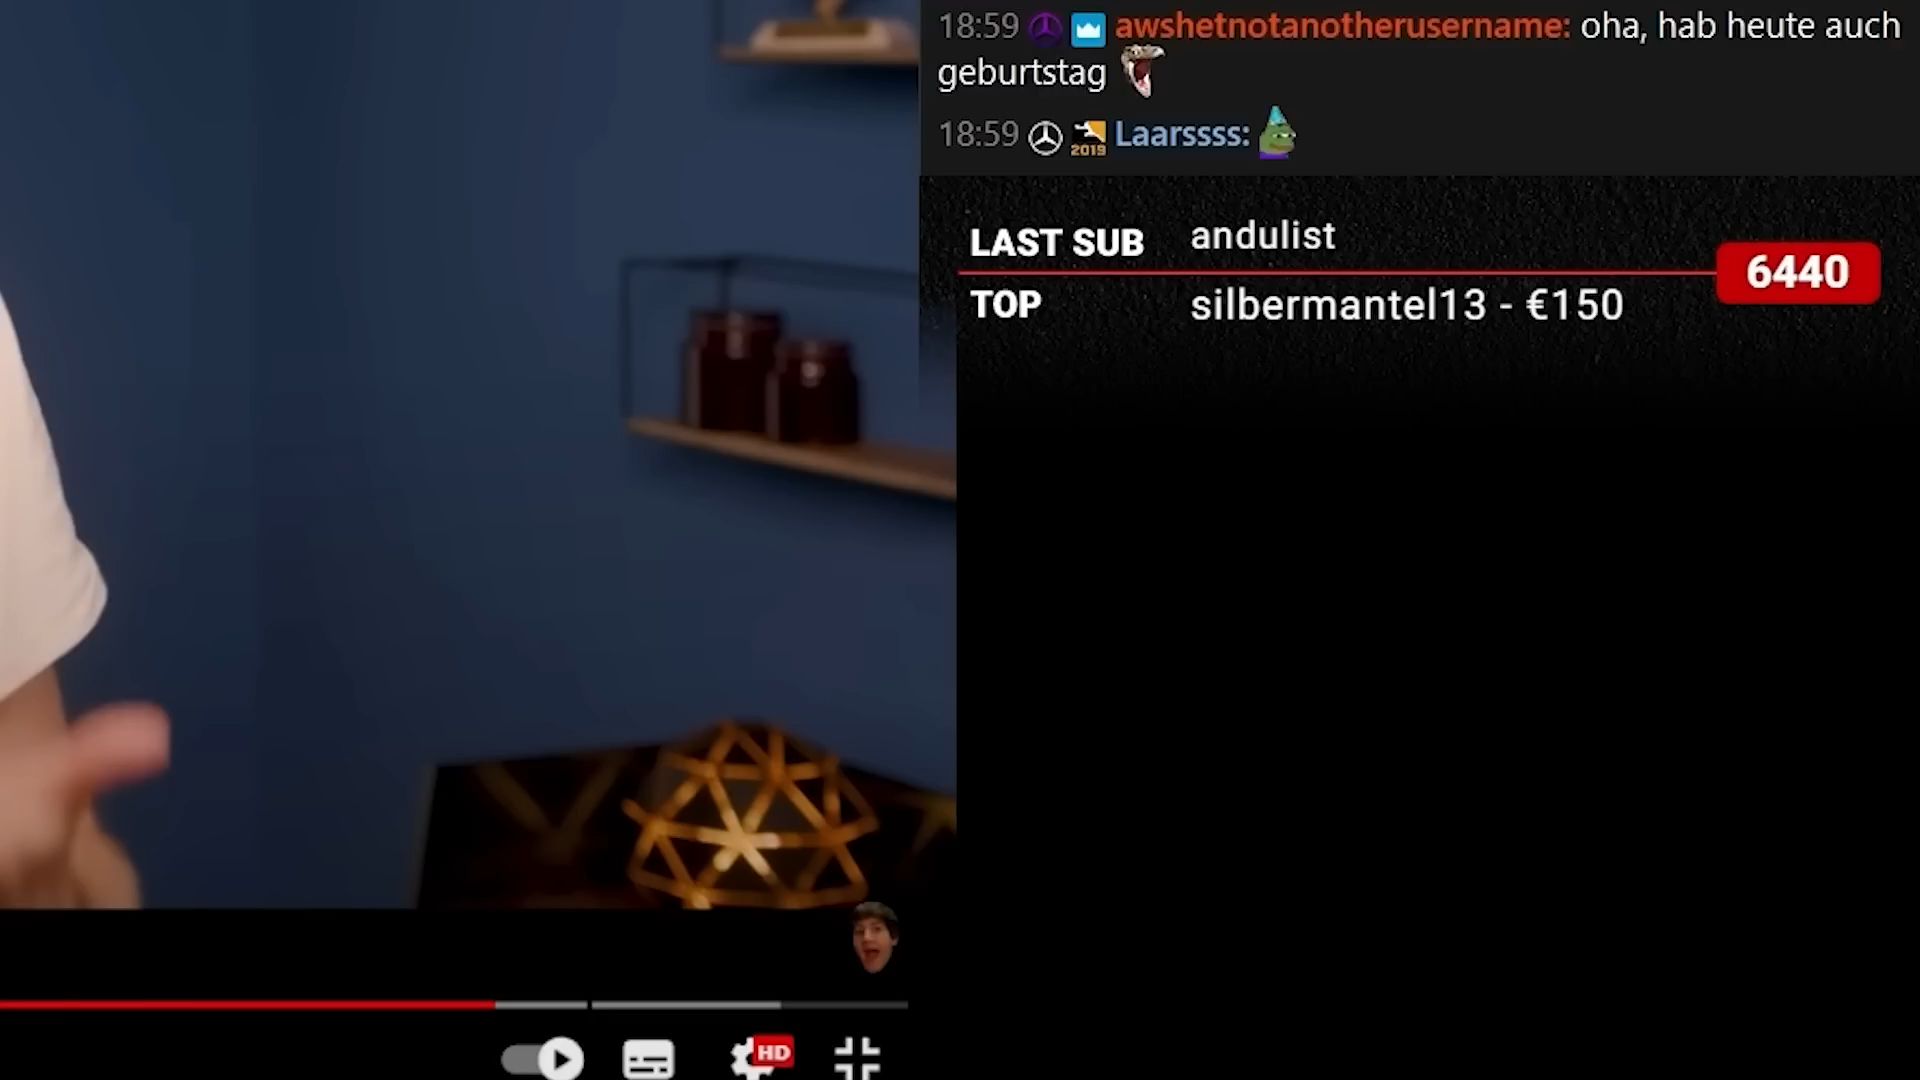 18:59 awshetnotanotherusername: oha, hab heute auch
geburtstag
18:59 2019 Laarssss:
LAST SUB andulist
6440
TOP silbermantel13 - €150
HD